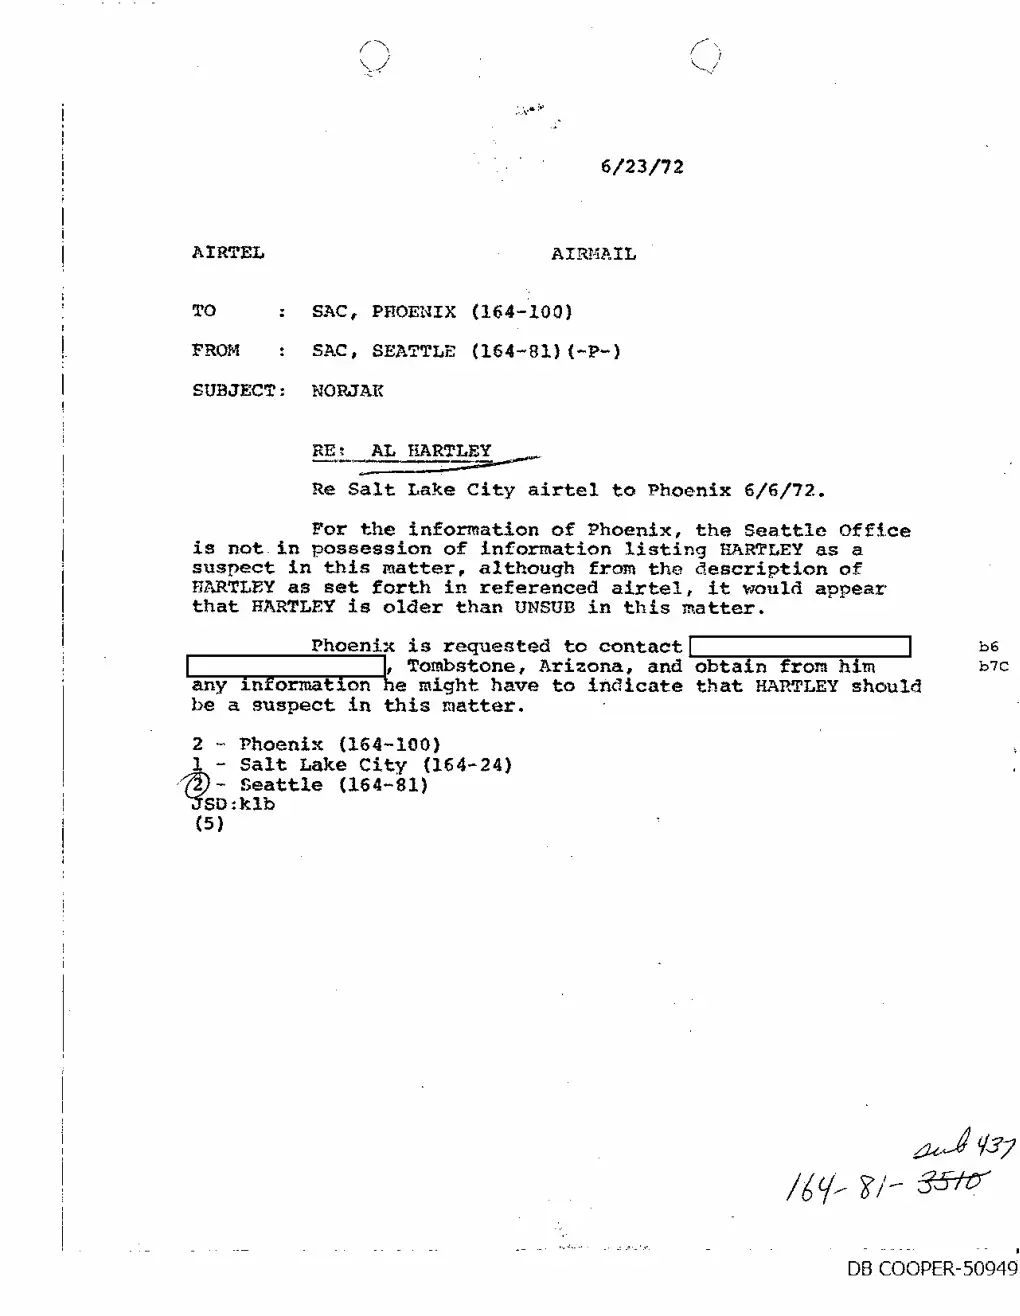 6/23/72
AIRTEL AIRMAIL
TO : SAC, PHOENIX (164-100)
FROM : SAC, SEATTLE (164-81)(-P-)
SUBJECT: NORJAK
RE: AL HARTLEY
Re Salt Lake City airtel to Phoenix 6/6/72.
For the information of Phoenix, the Seattle Office
is not in possession of information listing HARTLEY as a
suspect in this matter, although from the description of
HARTLEY as set forth in referenced airtel, it would appear
that HARTLEY is older than UNSUB in this matter.
Phoenix is requested to contact b6
, Tombstone, Arizona, and obtain from him b7C
any information he might have to indicate that HARTLEY should
be a suspect in this matter.
2 - Phoenix (164-100)
1 - Salt Lake City (164-24)
2 - Seattle (164-81)
JSD:klb
(5)
sub 437
164-81-3510
DB COOPER-50949